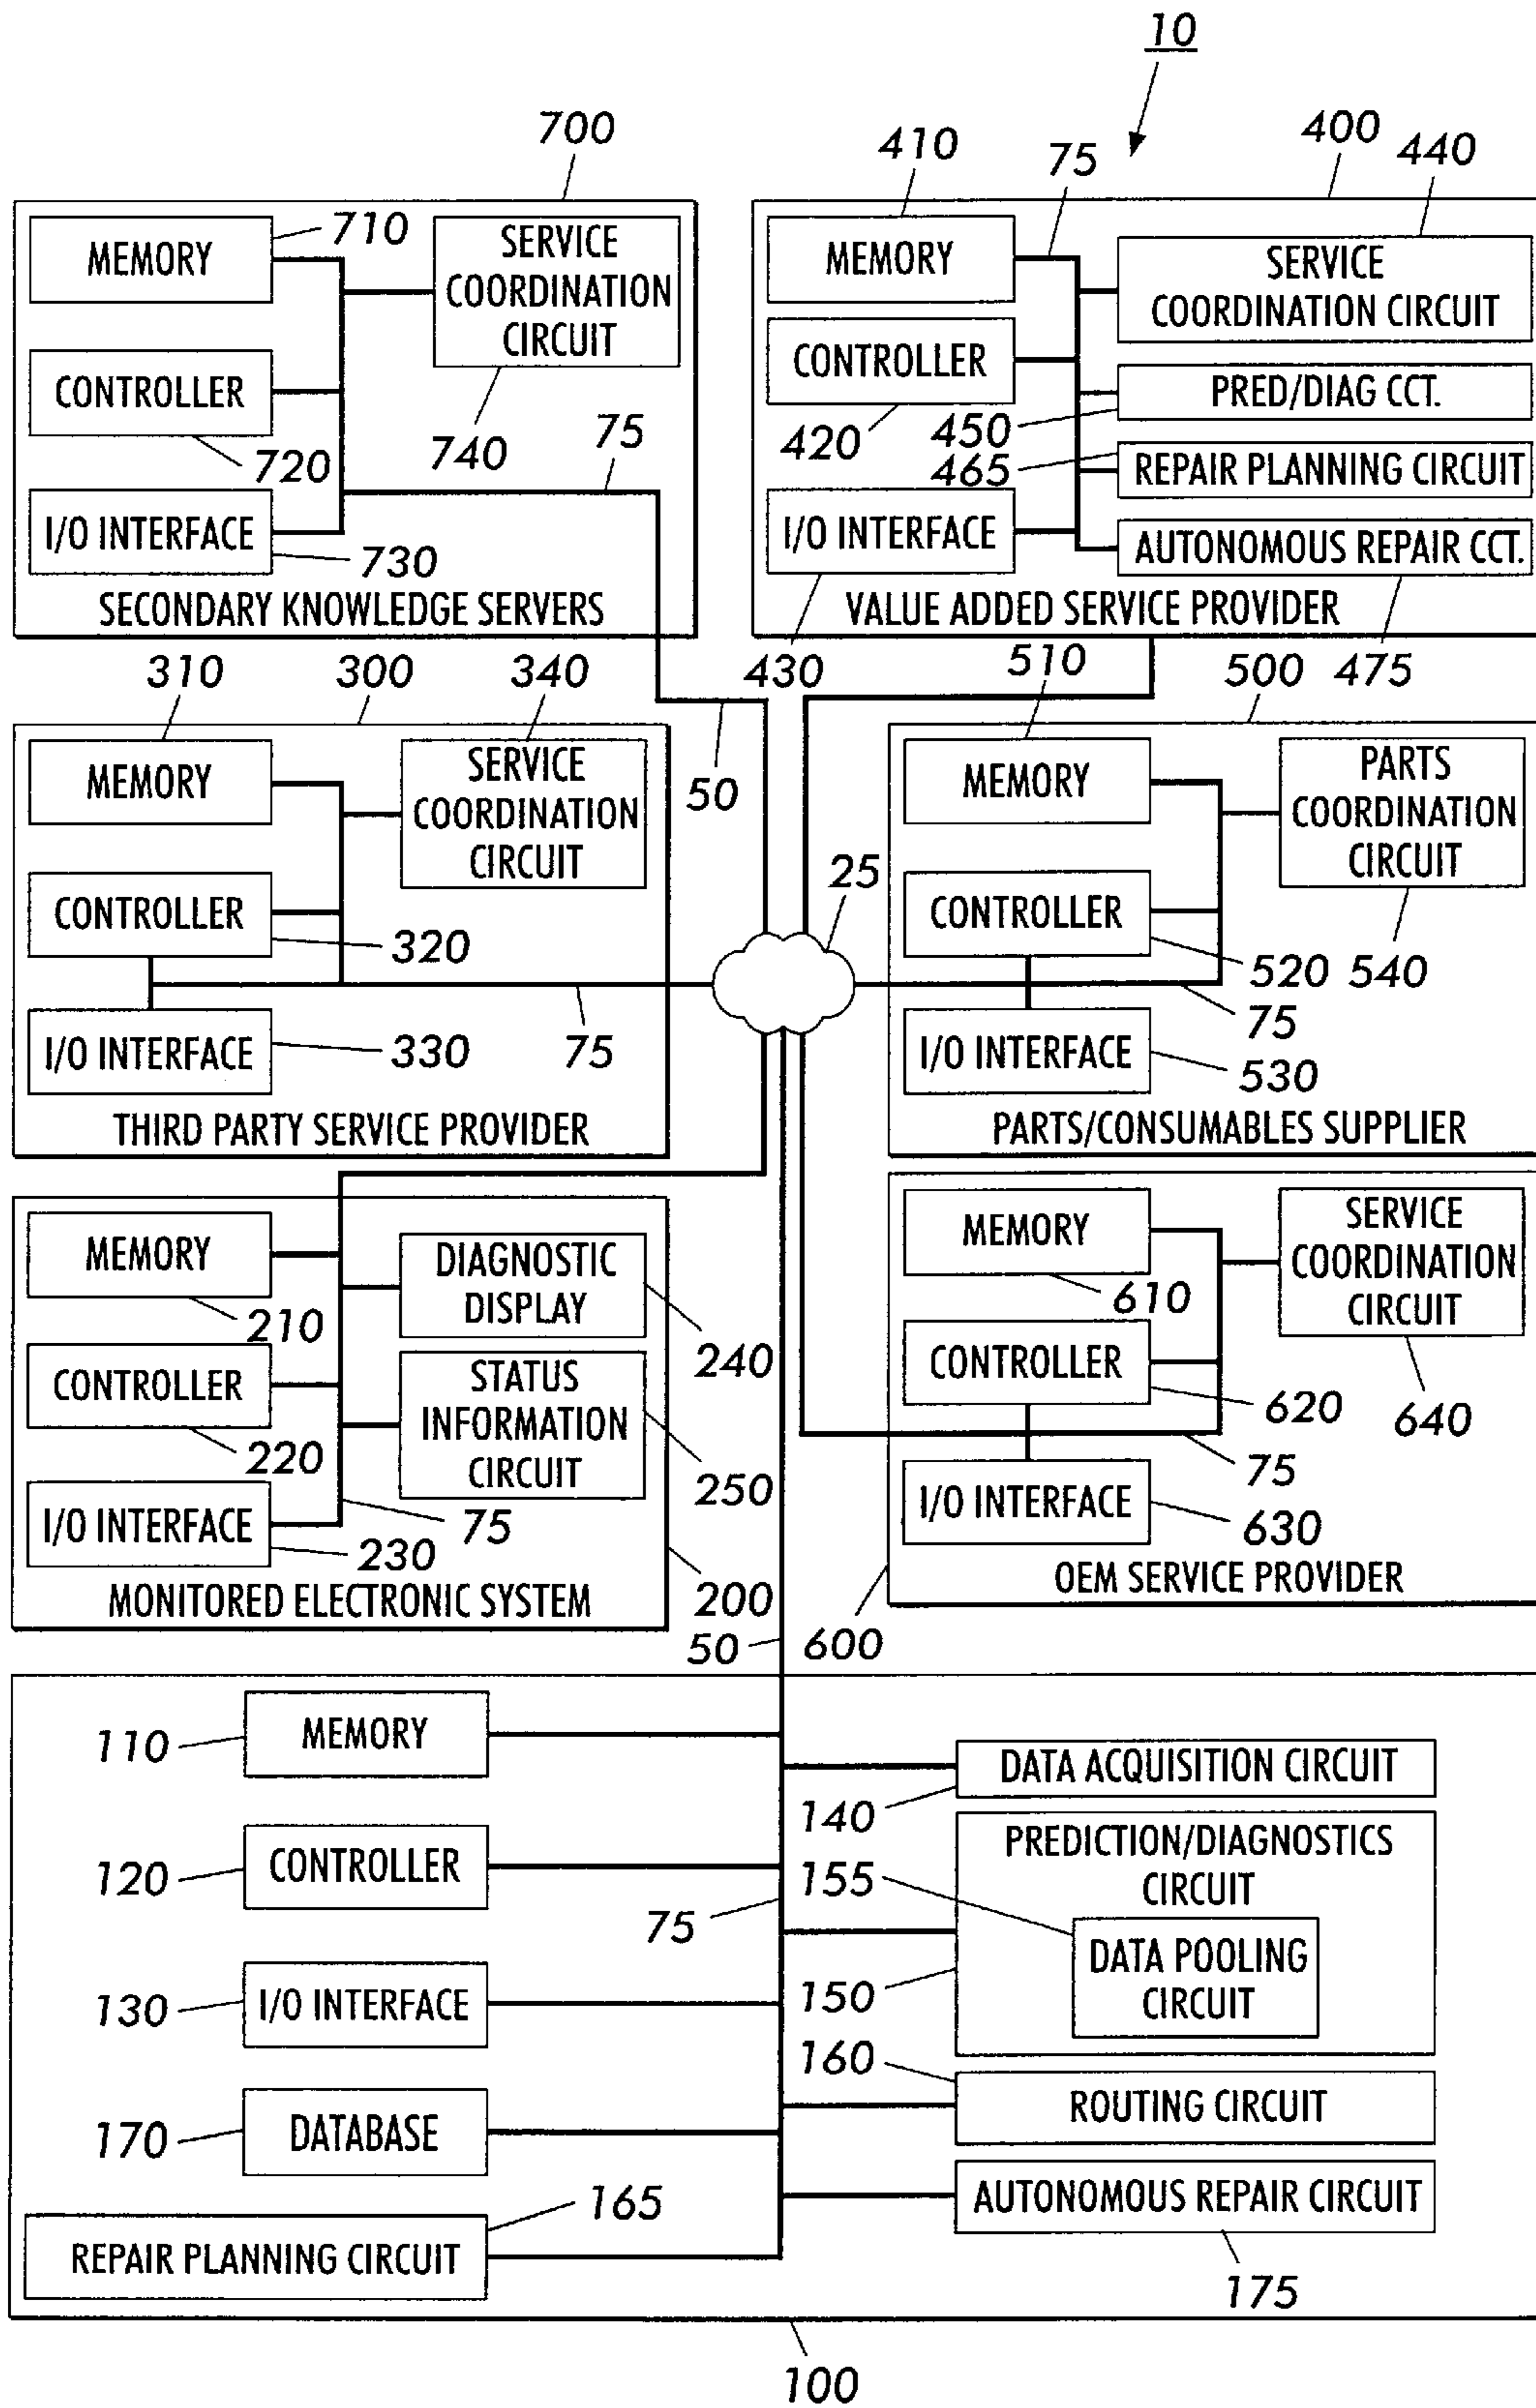 10
700
410
75
400
440
MEMORY
710
SERVICE
COORDINATION
CIRCUIT
CONTROLLER
720
740
75
I/O INTERFACE
730
SECONDARY KNOWLEDGE SERVERS
MEMORY
SERVICE
COORDINATION CIRCUIT
CONTROLLER
420
PRED/DIAG CCT.
450
465
REPAIR PLANNING CIRCUIT
I/O INTERFACE
AUTONOMOUS REPAIR CCT.
VALUE ADDED SERVICE PROVIDER
430
475
310
300
340
50
510
500
MEMORY
SERVICE
COORDINATION
CIRCUIT
CONTROLLER
320
75
I/O INTERFACE
330
THIRD PARTY SERVICE PROVIDER
25
MEMORY
PARTS
COORDINATION
CIRCUIT
CONTROLLER
520
540
75
I/O INTERFACE
530
PARTS/CONSUMABLES SUPPLIER
MEMORY
210
DIAGNOSTIC
DISPLAY
240
CONTROLLER
220
STATUS
INFORMATION
CIRCUIT
250
I/O INTERFACE
230
75
MONITORED ELECTRONIC SYSTEM
200
MEMORY
610
SERVICE
COORDINATION
CIRCUIT
CONTROLLER
620
640
75
I/O INTERFACE
630
OEM SERVICE PROVIDER
50
600
110
MEMORY
DATA ACQUISITION CIRCUIT
140
120
CONTROLLER
75
PREDICTION/DIAGNOSTICS
CIRCUIT
155
DATA POOLING
CIRCUIT
150
130
I/O INTERFACE
160
ROUTING CIRCUIT
170
DATABASE
AUTONOMOUS REPAIR CIRCUIT
175
165
REPAIR PLANNING CIRCUIT
100